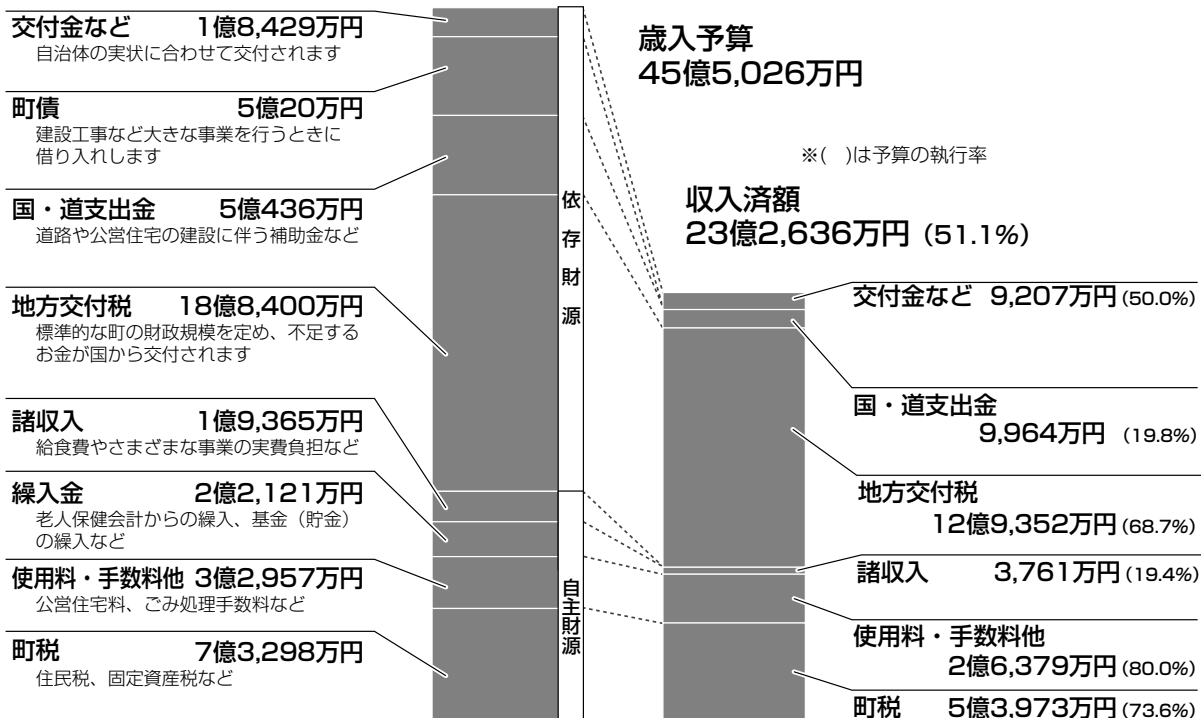 交付金など 1億8,429万円
自治体の実状に合わせて交付されます
町債 5億20万円
建設工事など大きな事業を行うときに
借り入れします
国・道支出金 5億436万円
道路や公営住宅の建設に伴う補助金など
地方交付税 18億8,400万円
標準的な町の財政規模を定め、不足する
お金が国から交付されます
諸収入 1億9,365万円
給食費やさまざまな事業の実費負担など
繰入金 2億2,121万円
老人保健会計からの繰入、基金（貯金）
の繰入など
使用料・手数料他 3億2,957万円
公営住宅料、ごみ処理手数料など
町税 7億3,298万円
住民税、固定資産税など
依存財源
自主財源
歳入予算
45億5,026万円
※( )は予算の執行率
収入済額
23億2,636万円（51.1%）
交付金など 9,207万円(50.0%)
国・道支出金
9,964万円 (19.8%)
地方交付税
12億9,352万円(68.7%)
諸収入 3,761万円(19.4%)
使用料・手数料他
2億6,379万円(80.0%)
町税 5億3,973万円(73.6%)